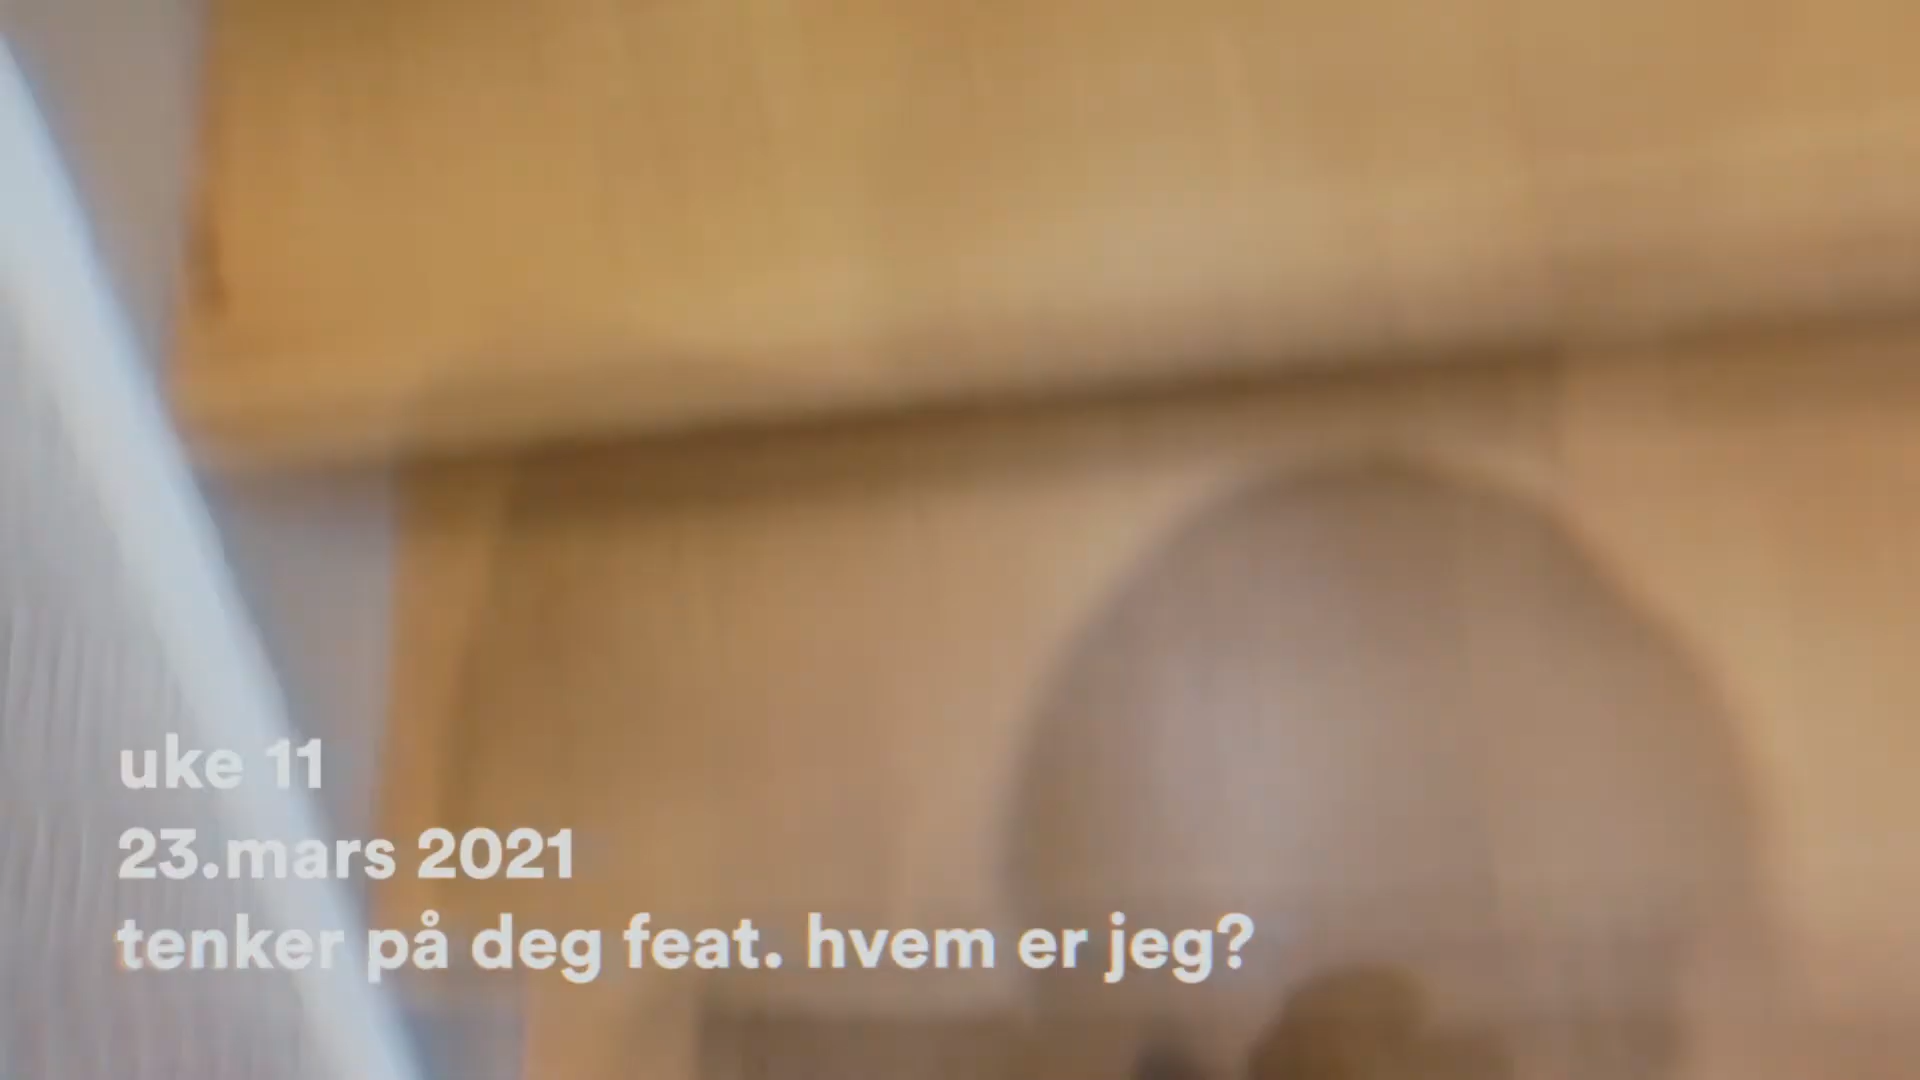 uke 11
23.mars 2021
tenker på deg feat. hvem er jeg?